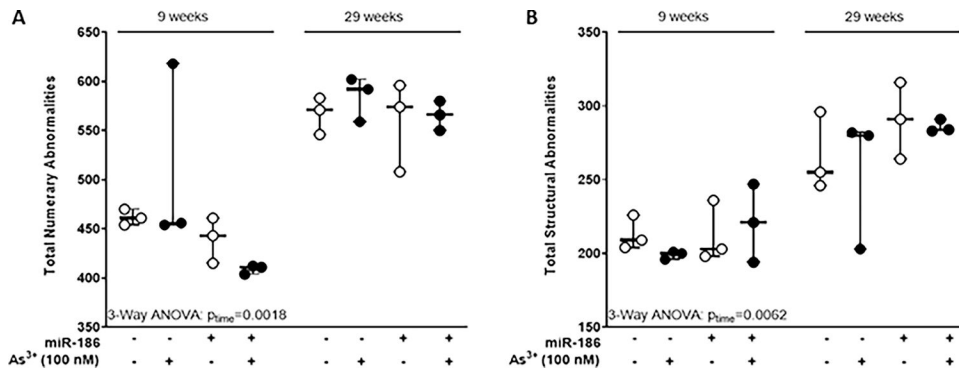 A
9 weeks
29 weeks
Total Numerary Abnormalities
650
600
550
500
450
400
350
3-Way ANOVA: ptime=0.0018
miR-186 - - + + - - + +
As3+ (100 nM) - + - + - + - +
B
9 weeks
29 weeks
Total Structural Abnormalities
350
300
250
200
150
3-Way ANOVA: ptime=0.0062
miR-186 - - + + - - + +
As3+ (100 nM) - + - + - + - +